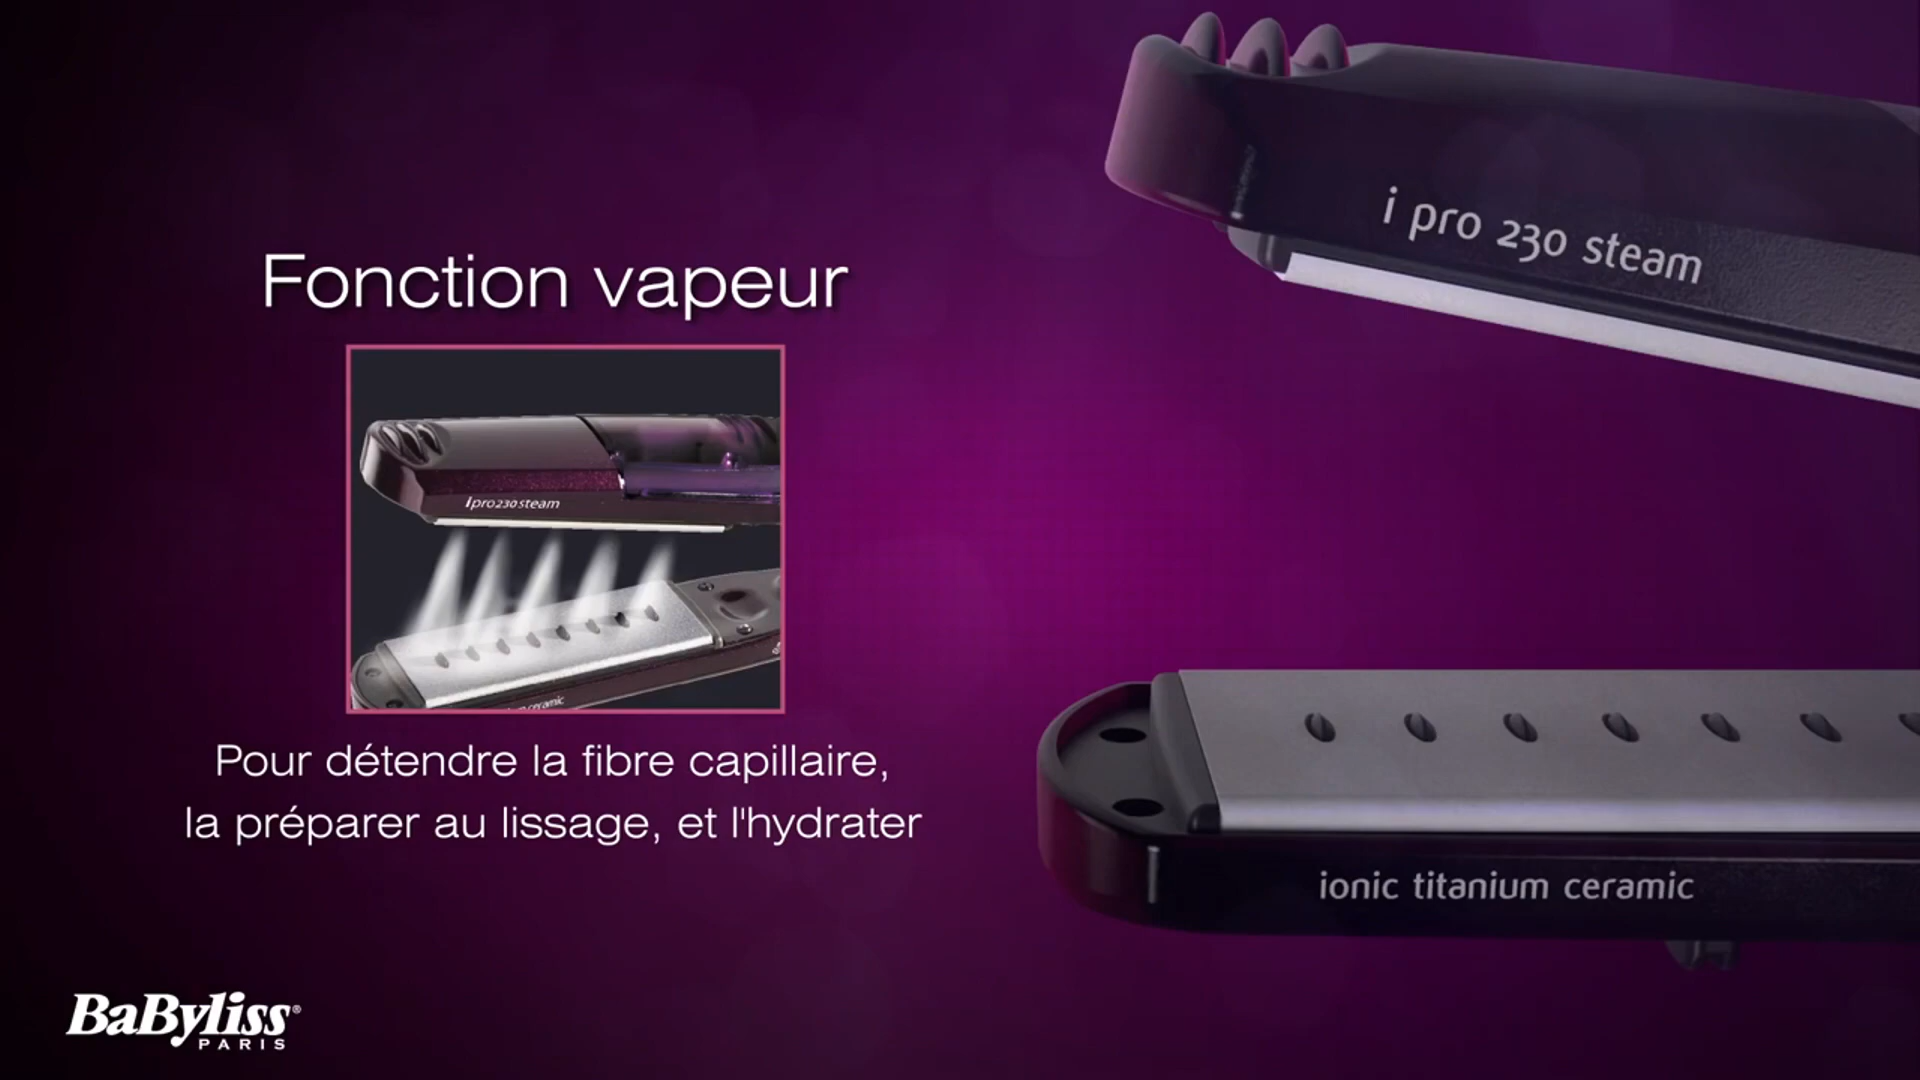 i pro 230 steam
Fonction vapeur
ipro230steam
ceramic
Pour détendre la fibre capillaire,
la préparer au lissage, et l'hydrater
ionic titanium ceramic
BaByliss®
PARIS